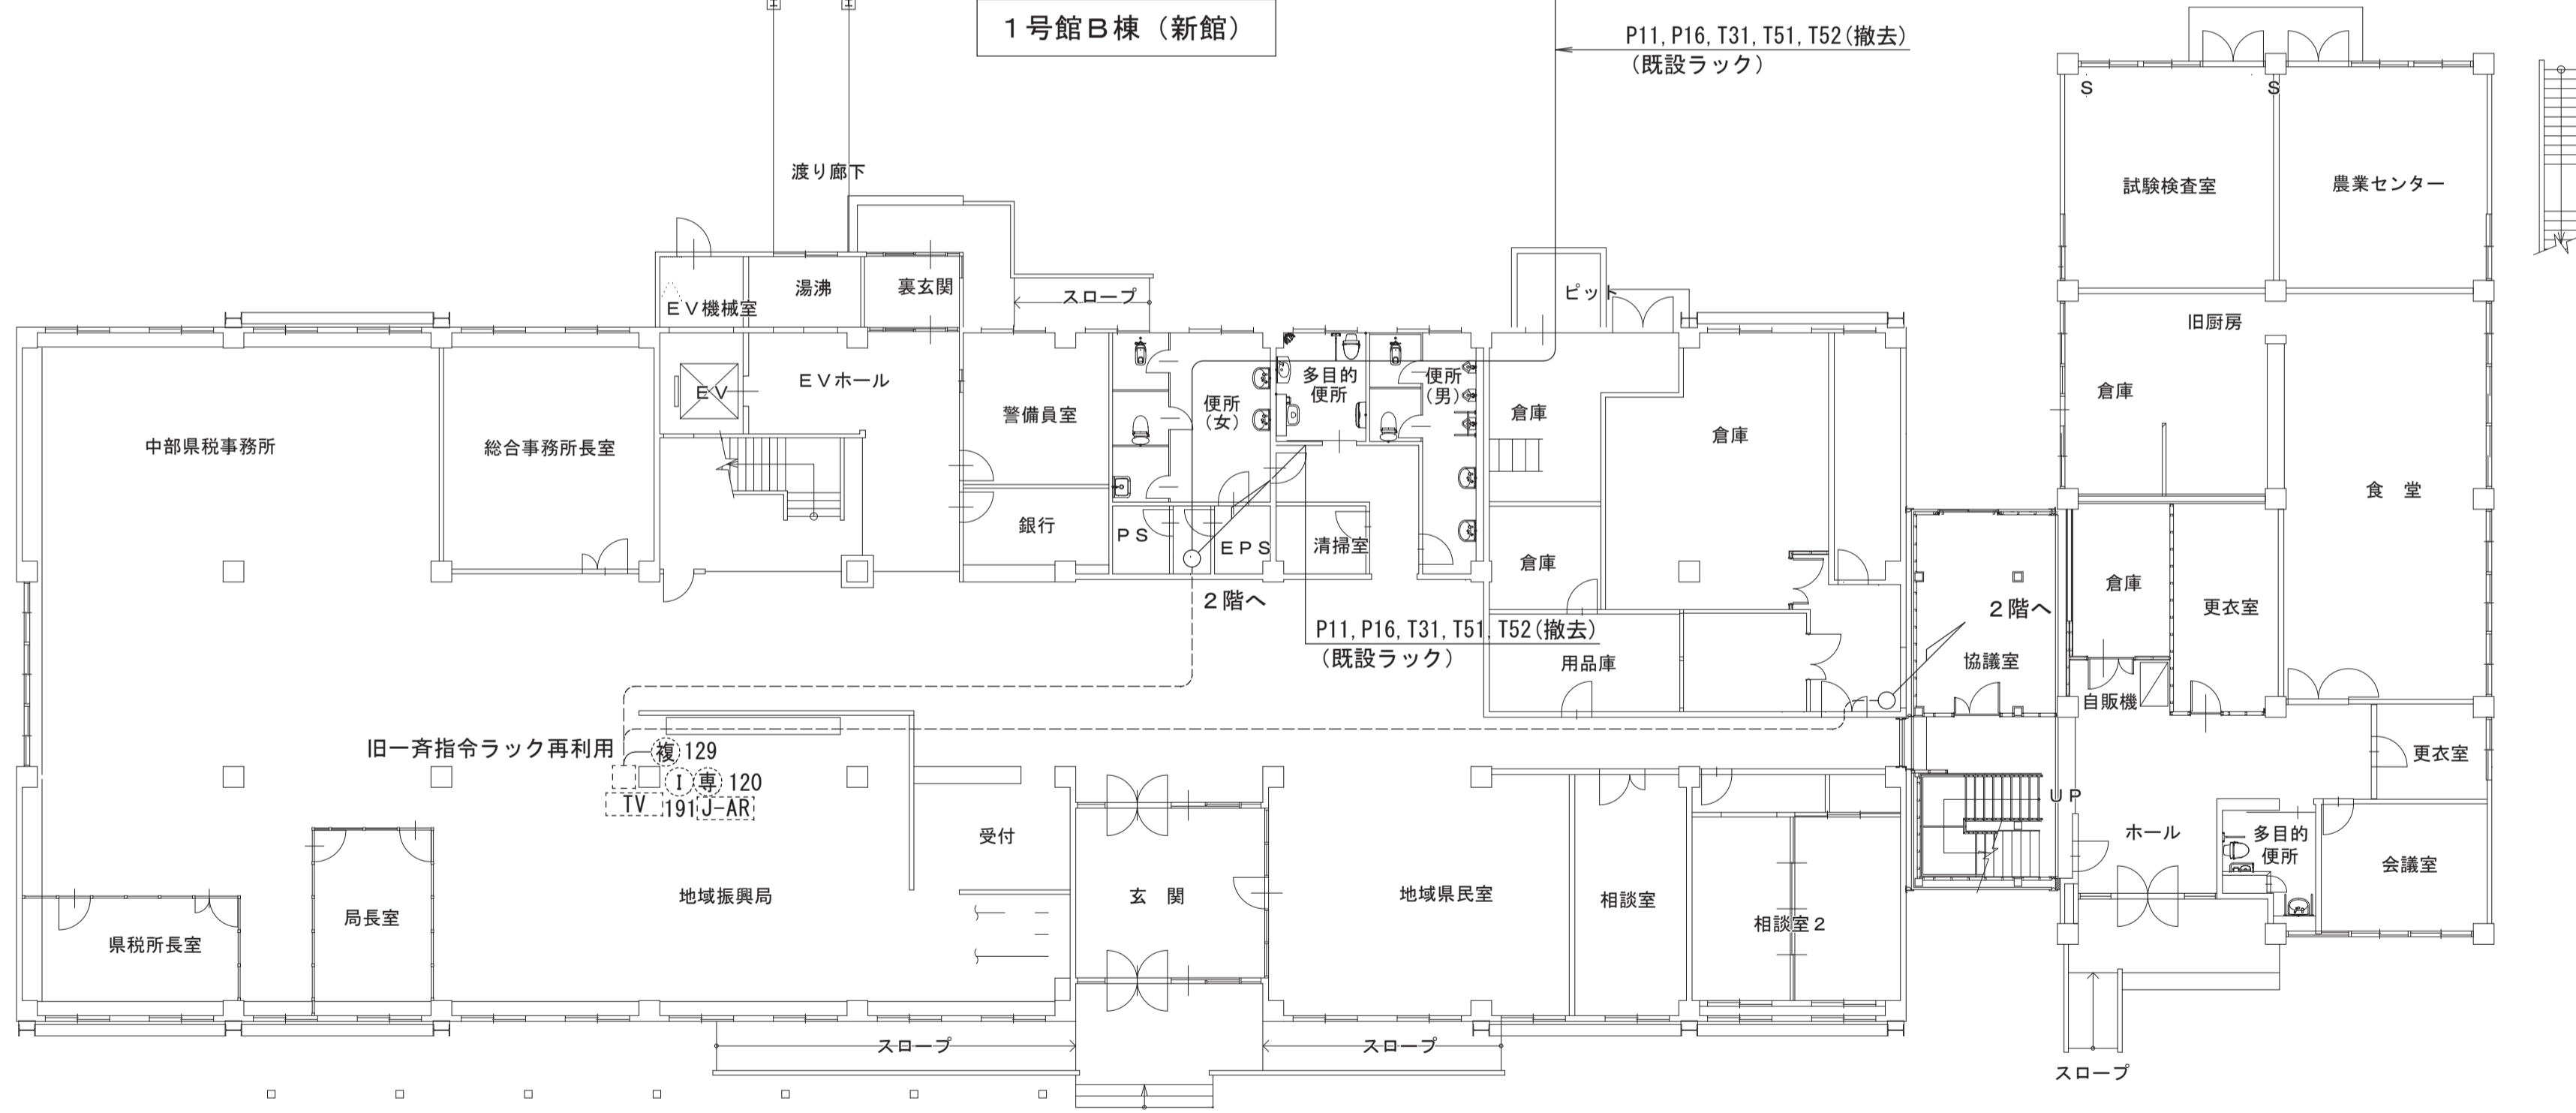 1号館B棟（新館）
P11, P16, T31, T51, T52(撤去)
（既設ラック）
S
S
渡り廊下
試験検査室
農業センター
EV機械室
湯沸
裏玄関
スロープ
ピット
旧厨房
EV
EVホール
警備員室
便所
(女)
多目的
便所
便所
(男)
倉庫
倉庫
倉庫
中部県税事務所
総合事務所長室
食　堂
銀行
PS
EPS
清掃室
倉庫
倉庫
更衣室
2階へ
2階へ
P11, P16, T31, T51, T52(撤去)
（既設ラック）
用品庫
協議室
自販機
旧一斉指令ラック再利用
複 129
I 専 120
TV 191 J-AR
更衣室
UP
受付
ホール
多目的
便所
会議室
地域振興局
玄　関
地域県民室
相談室
相談室2
局長室
県税所長室
スロープ
スロープ
スロープ